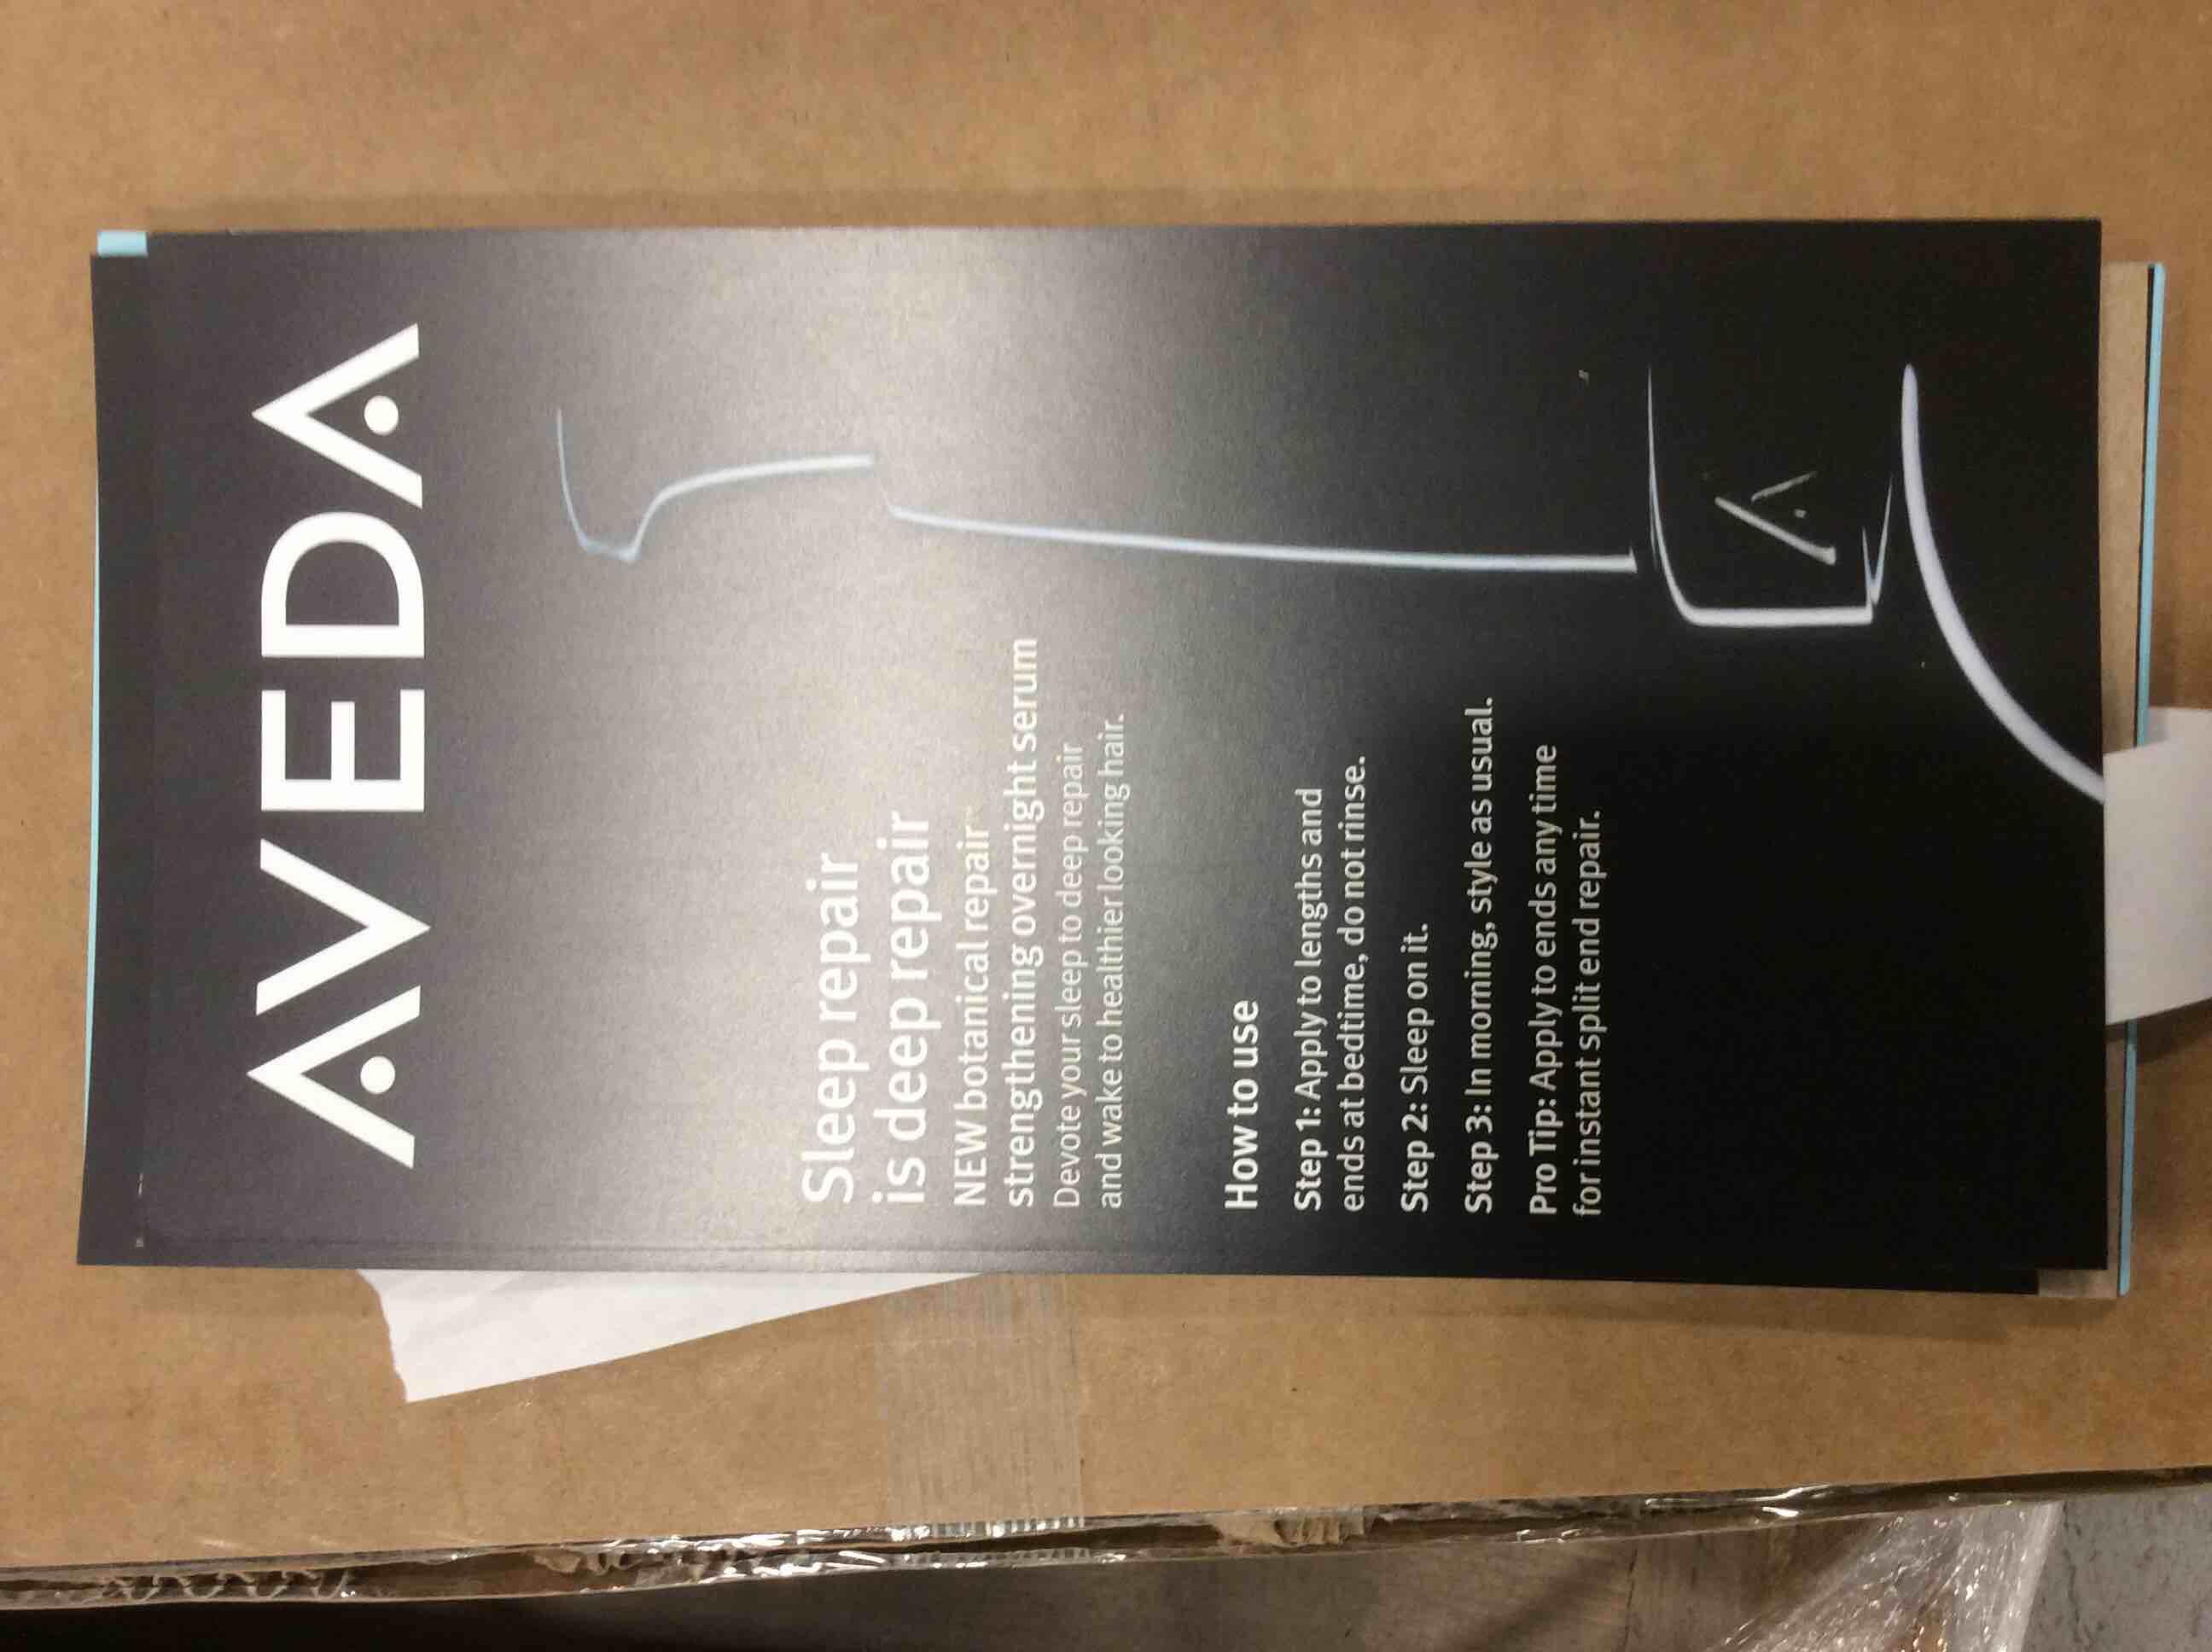 AVEDA
Sleep repair
is deep repair
NEW botanical repair™
strengthening overnight serum
Devote your sleep to deep repair
and wake to healthier looking hair.
How to use
Step 1: Apply to lengths and
ends at bedtime, do not rinse.
Step 2: Sleep on it.
Step 3: In morning, style as usual.
Pro Tip: Apply to ends any time
for instant split end repair.